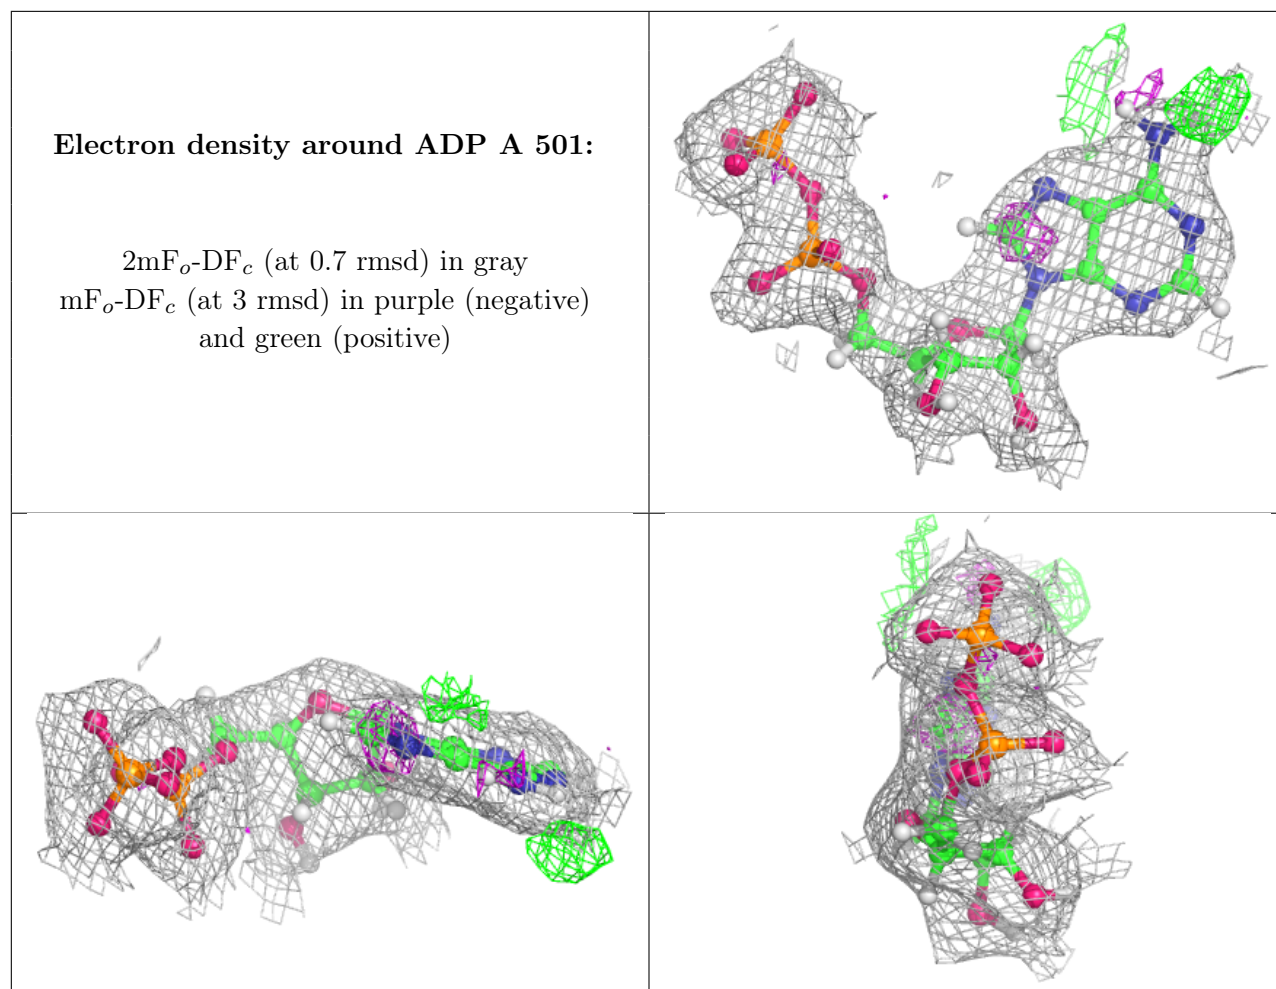 Electron density around ADP A 501:
2mFo-DFc (at 0.7 rmsd) in gray
mFo-DFc (at 3 rmsd) in purple (negative)
and green (positive)